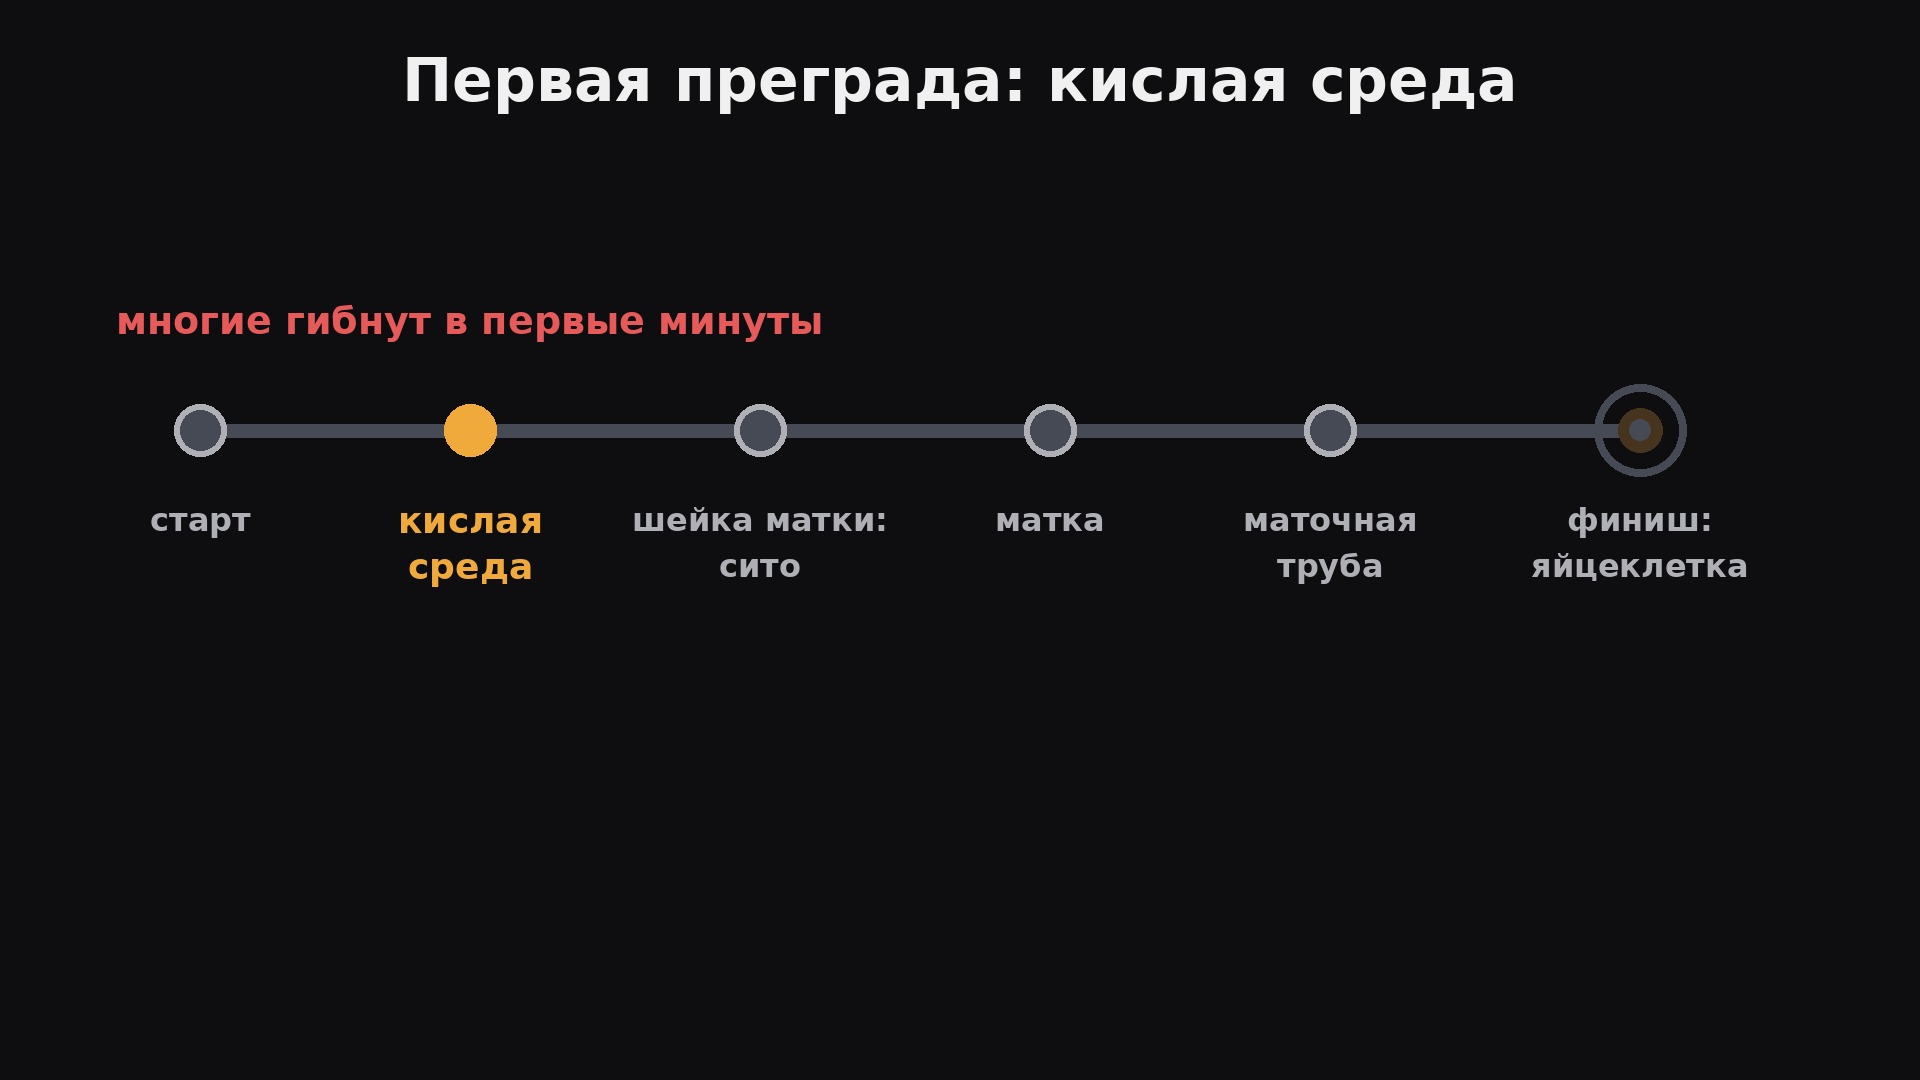 Первая преграда: кислая среда
многие гибнут в первые минуты
старт
кислая
среда
шейка матки:
сито
матка
маточная
труба
финиш:
яйцеклетка